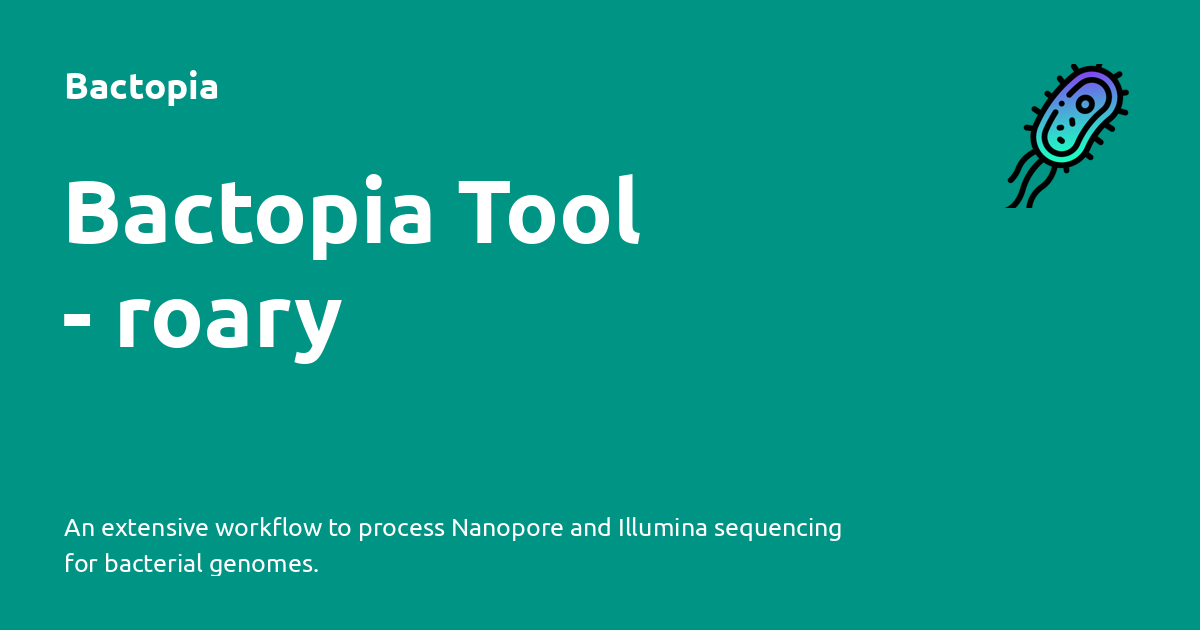 Bactopia
Bactopia Tool
- roary
An extensive workflow to process Nanopore and Illumina sequencing
for bacterial genomes.